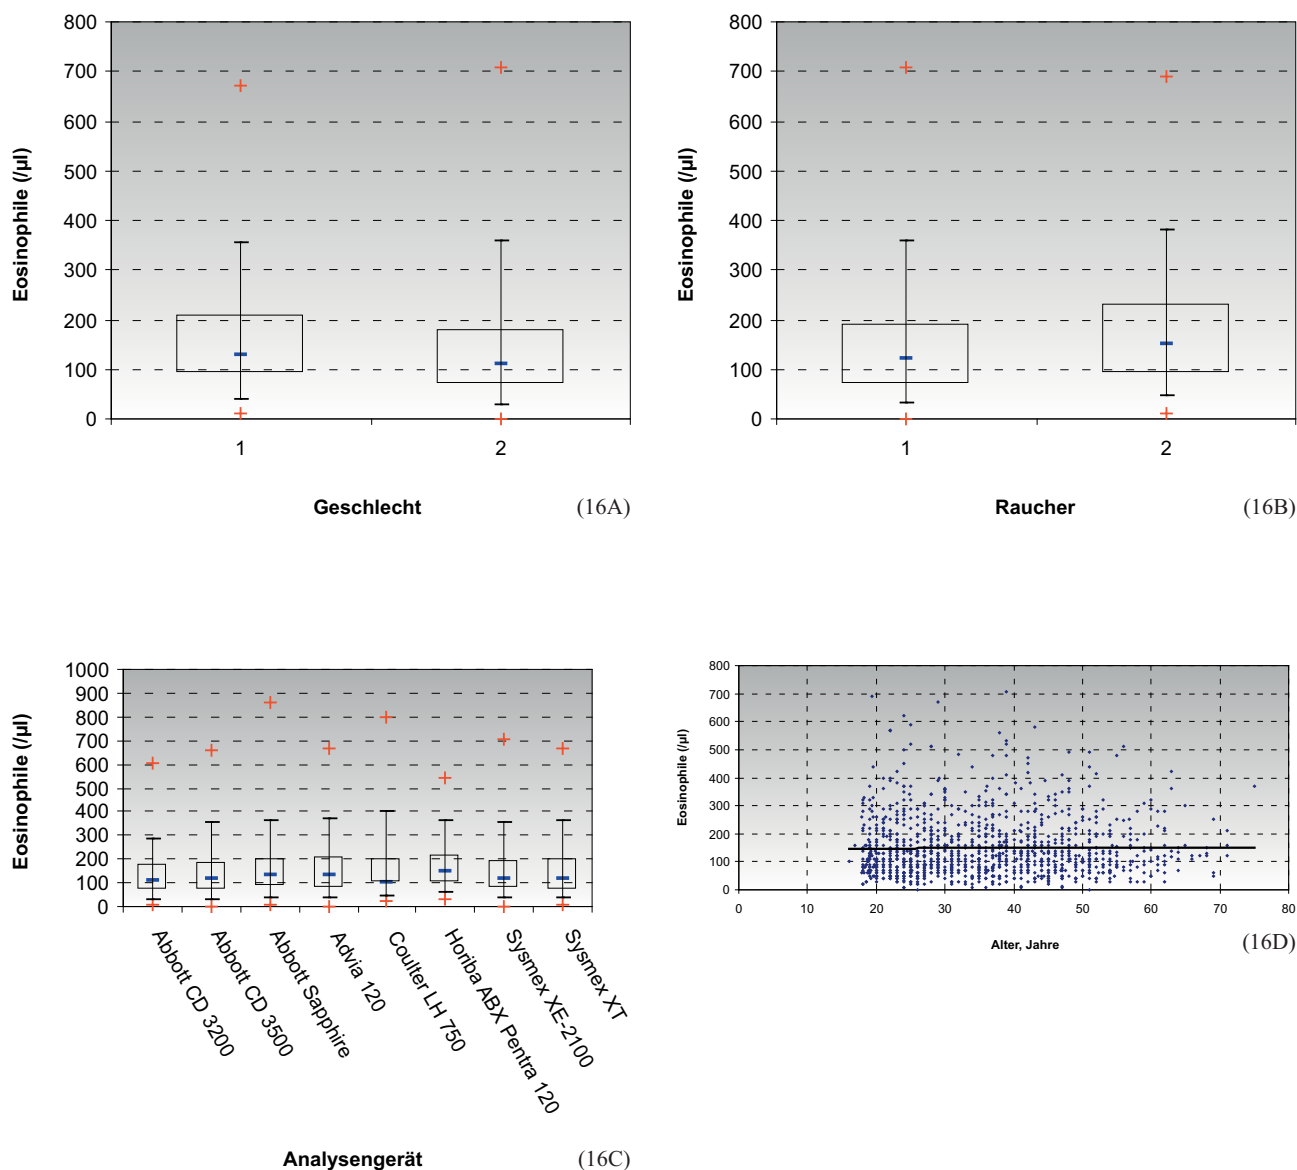 800
700
600
500
400
300
200
100
0
Eosinophile (/µl)
1 2
Geschlecht (16A)
800
700
600
500
400
300
200
100
0
Eosinophile (/µl)
1 2
Raucher (16B)
1000
900
800
700
600
500
400
300
200
100
0
Eosinophile (/µl)
Abbott CD 3200
Abbott CD 3500
Abbott Sapphire
Advia 120
Coulter LH 750
Horiba ABX Pentra 120
Sysmex XE-2100
Sysmex XT
Analysengerät (16C)
800
700
600
500
400
300
200
100
0
Eosinophile (/µl)
0 10 20 30 40 50 60 70 80
Alter, Jahre (16D)